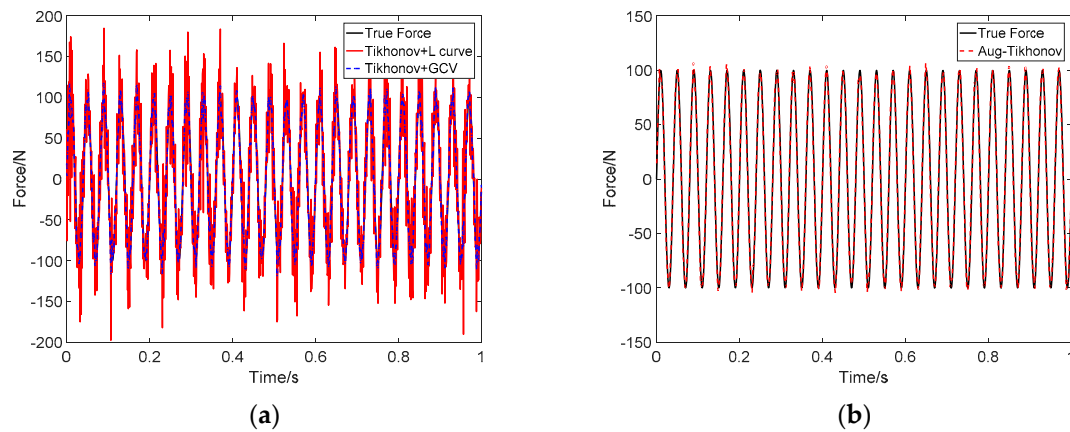 200
150
100
50
0
-50
-100
-150
-200
Force/N
0
0.2
0.4
0.6
0.8
1
Time/s
True Force
Tikhonov+L curve
Tikhonov+GCV
(a)
150
100
50
0
-50
-100
-150
Force/N
0
0.2
0.4
0.6
0.8
1
Time/s
True Force
Aug-Tikhonov
(b)